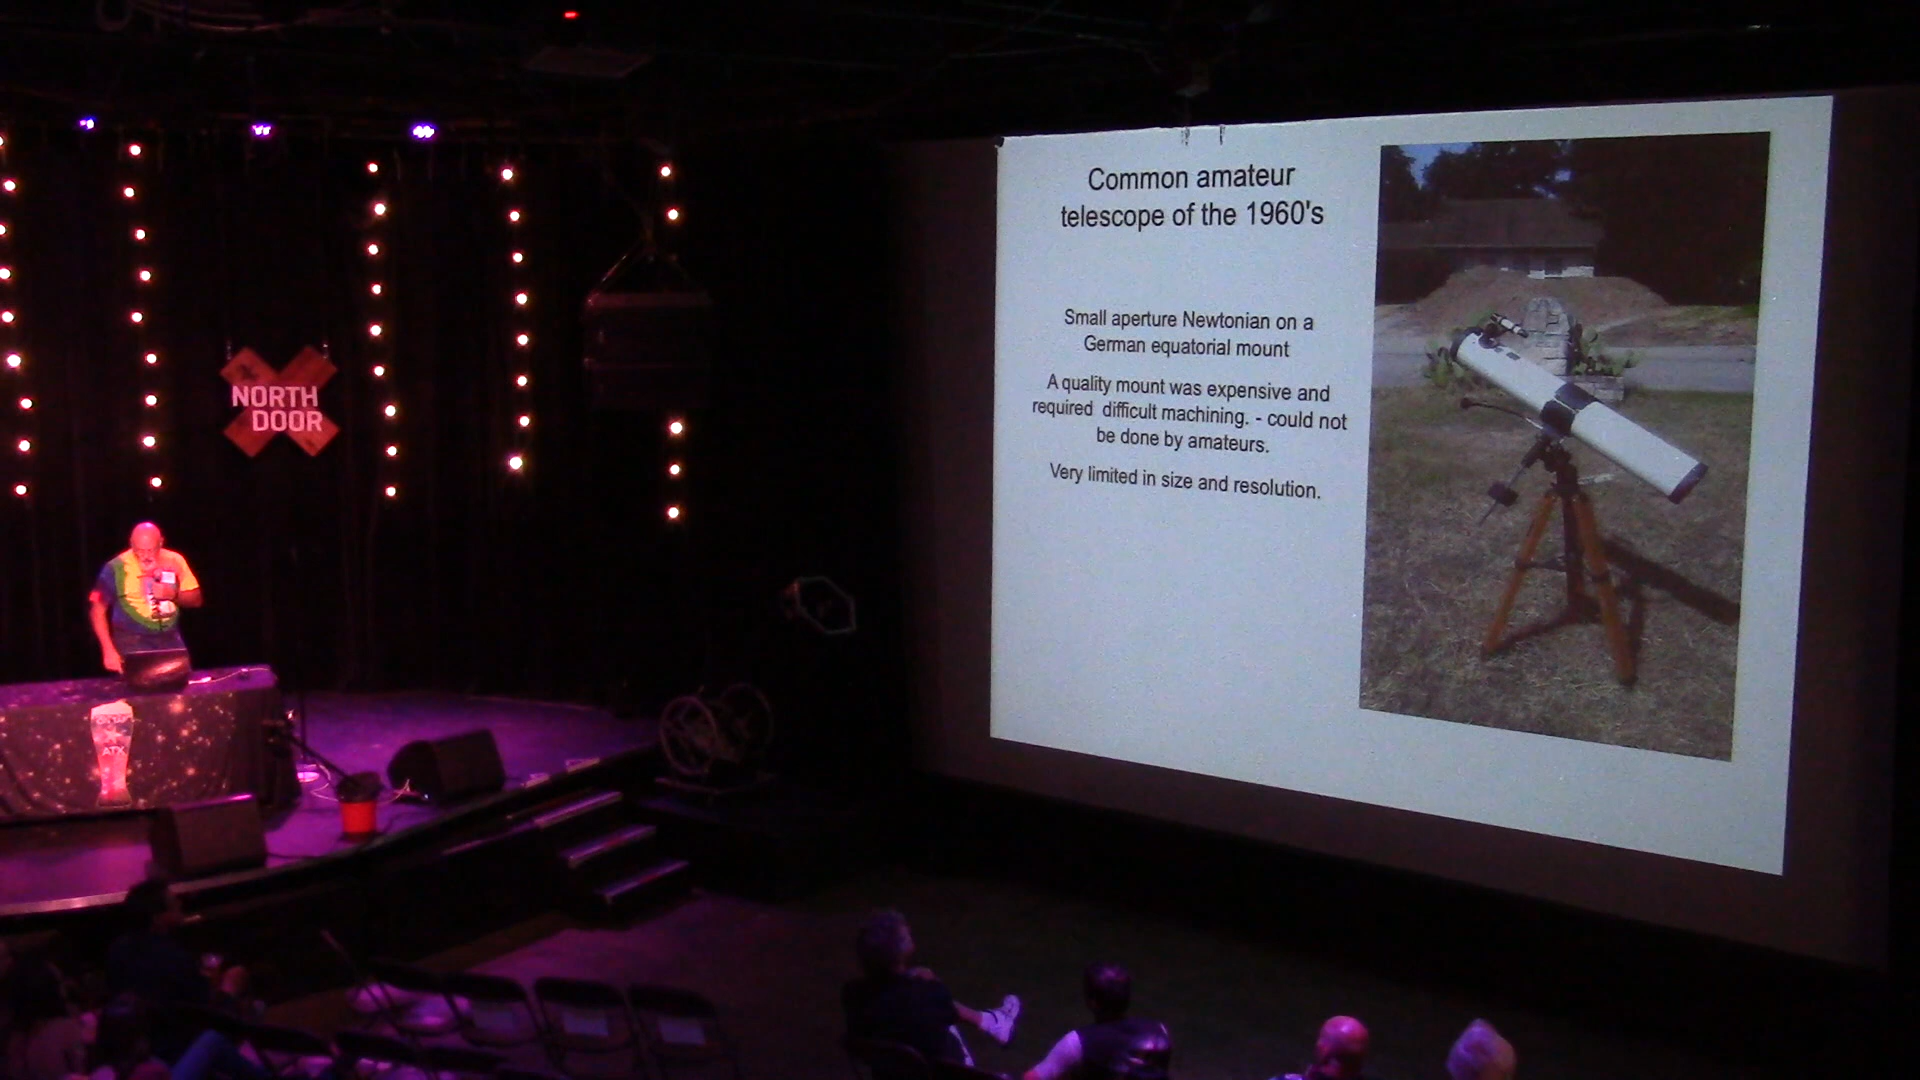 Common amateur
telescope of the 1960's
Small aperture Newtonian on a
German equatorial mount
A quality mount was expensive and
required difficult machining. - could not
be done by amateurs.
Very limited in size and resolution.
NORTH
DOOR
ATX